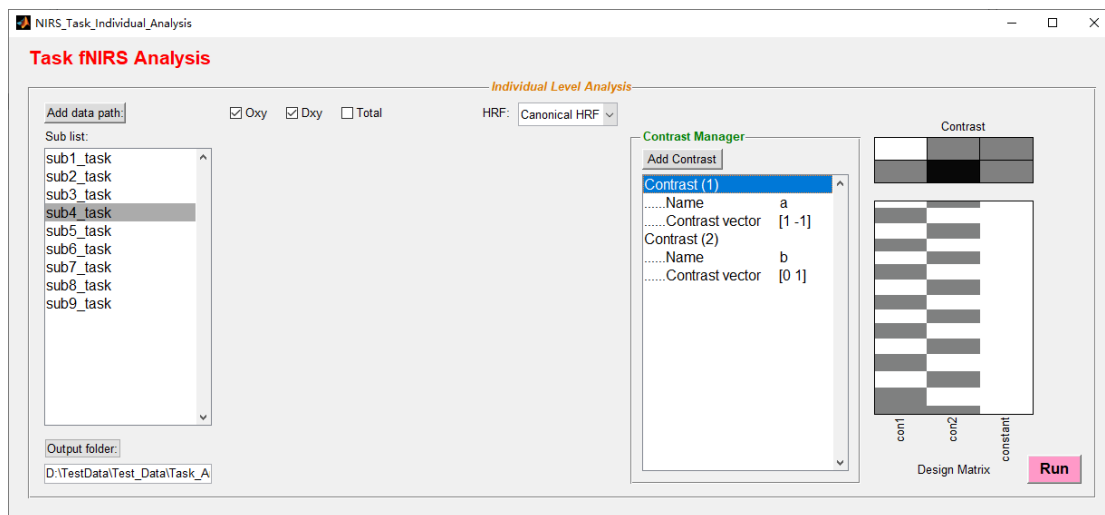 NIRS_Task_Individual_Analysis
Task fNIRS Analysis
Individual Level Analysis
Add data path:
Oxy Dxy Total
HRF: Canonical HRF
Sub list:
sub1_task
sub2_task
sub3_task
sub4_task
sub5_task
sub6_task
sub7_task
sub8_task
sub9_task
Output folder:
D:\TestData\Test_Data\Task_A
Contrast Manager
Add Contrast
Contrast (1)
......Name a
......Contrast vector [1 -1]
Contrast (2)
......Name b
......Contrast vector [0 1]
Contrast
con1
con2
constant
Design Matrix
Run